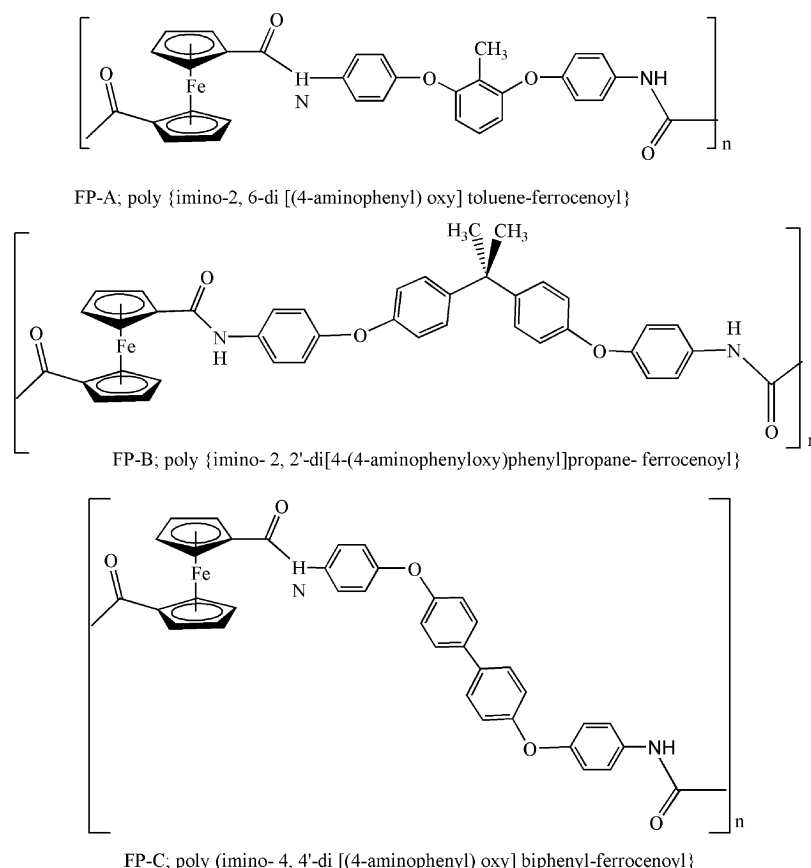 O
CH₃
O
H
N
O
O
NH
Fe
O
n
FP-A; poly {imino-2, 6-di [(4-aminophenyl) oxy] toluene-ferrocenoyl}
H₃C
CH₃
O
O
N
H
O
O
H
N
Fe
O
n
FP-B; poly {imino- 2, 2'-di[4-(4-aminophenyloxy)phenyl]propane- ferrocenoyl}
O
O
H
N
O
Fe
O
NH
O
n
FP-C; poly (imino- 4, 4'-di [(4-aminophenyl) oxy] biphenyl-ferrocenoyl}